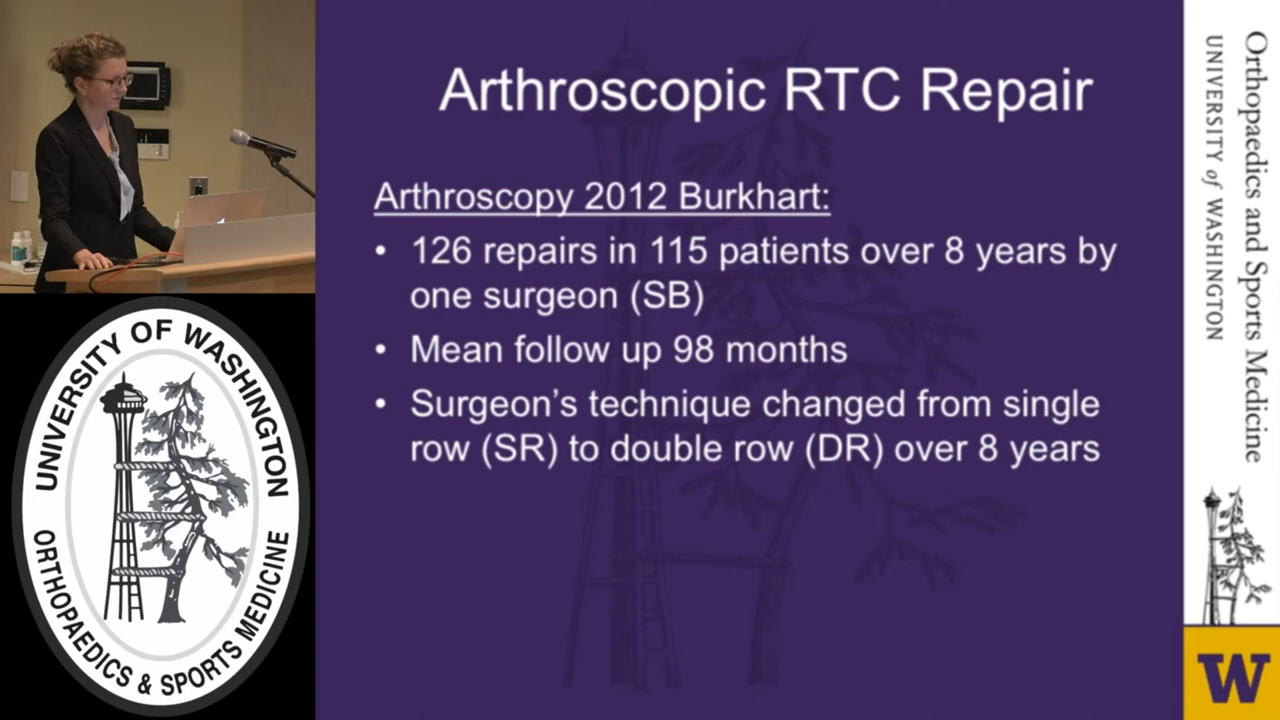 Arthroscopic RTC Repair
Arthroscopy 2012 Burkhart:
• 126 repairs in 115 patients over 8 years by
one surgeon (SB)
• Mean follow up 98 months
• Surgeon’s technique changed from single
row (SR) to double row (DR) over 8 years
UNIVERSITY OF WASHINGTON
ORTHOPAEDICS & SPORTS MEDICINE
Orthopaedics and Sports Medicine
UNIVERSITY of WASHINGTON
W